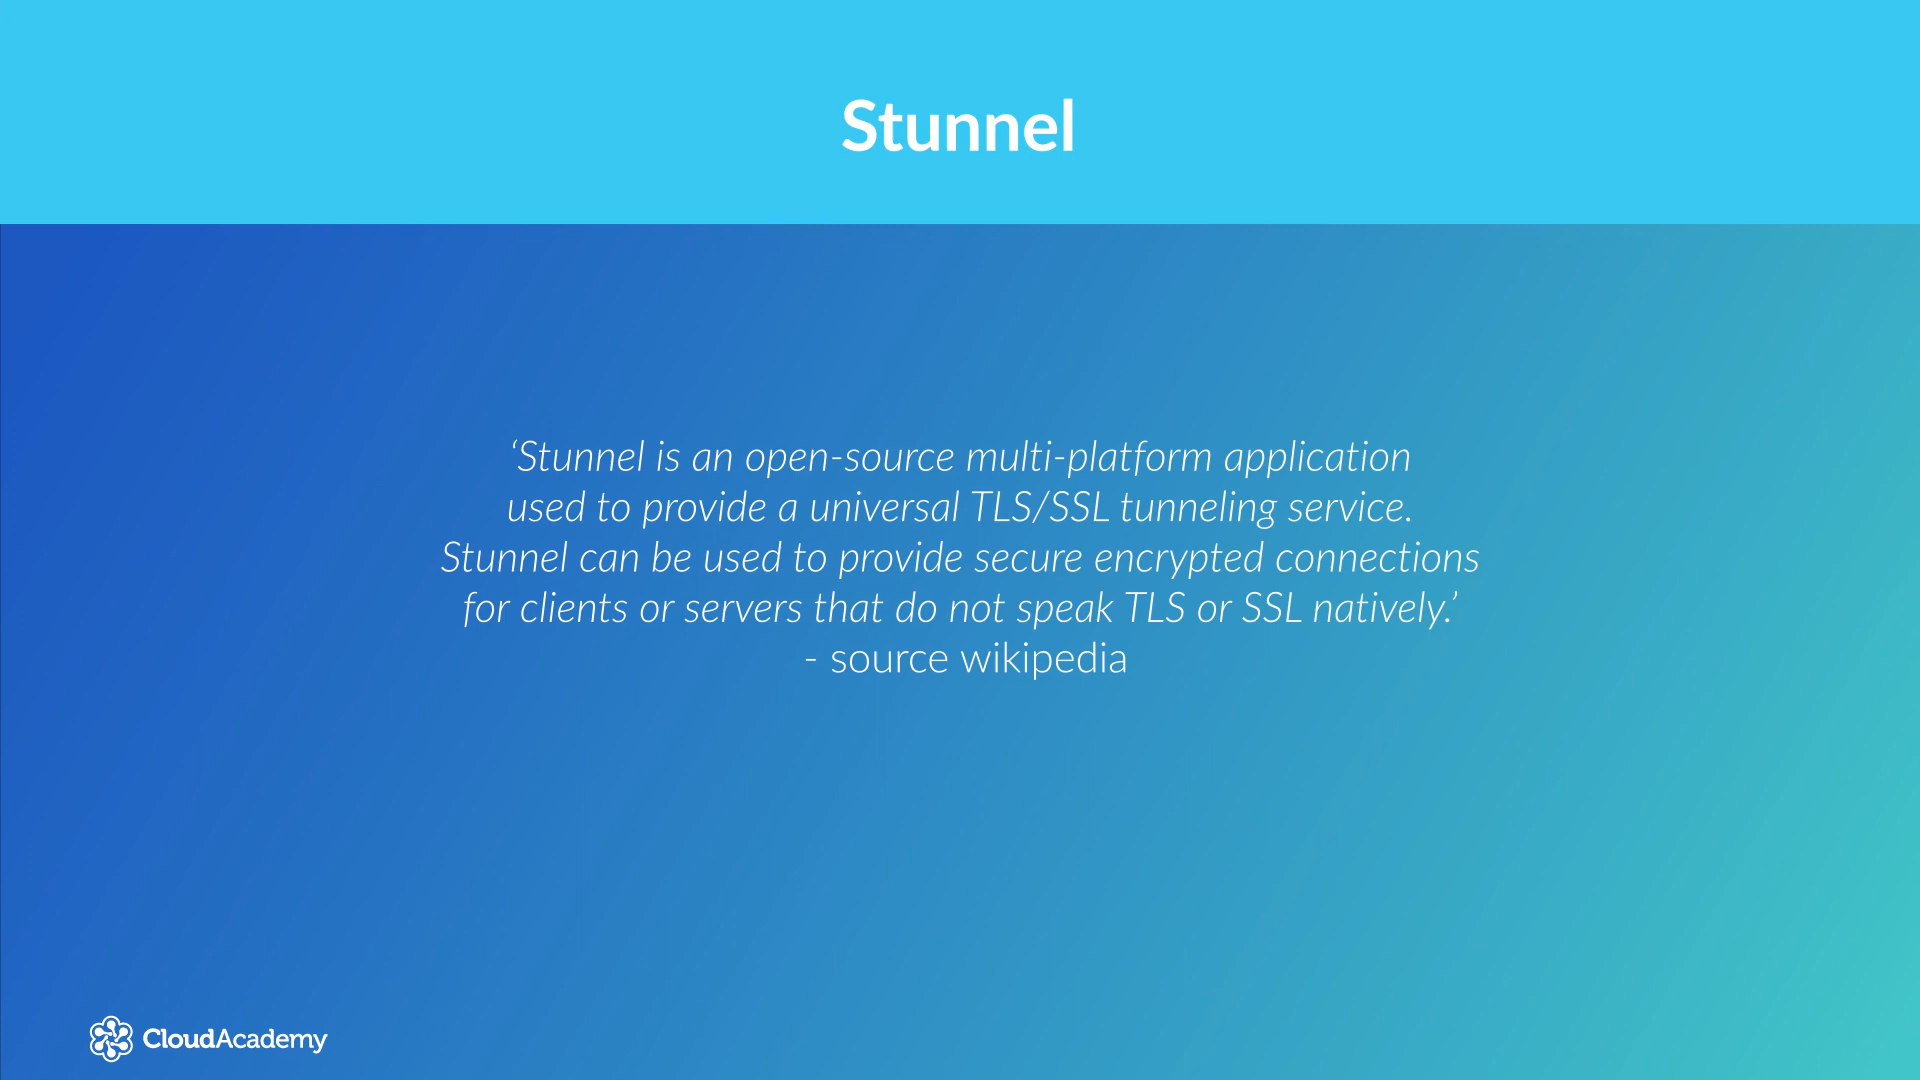 Stunnel
‘Stunnel is an open-source multi-platform application
used to provide a universal TLS/SSL tunneling service.
Stunnel can be used to provide secure encrypted connections
for clients or servers that do not speak TLS or SSL natively.’
- source wikipedia
CloudAcademy